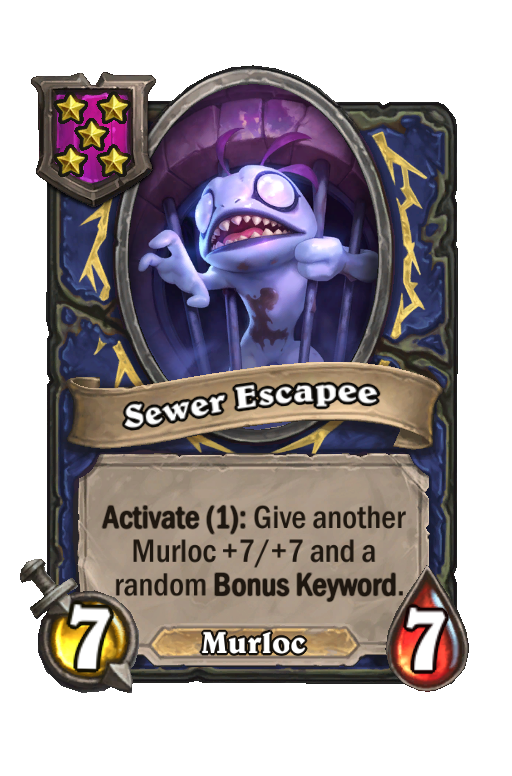 Sewer Escapee
Activate (1): Give another
Murloc +7/+7 and a
random Bonus Keyword.
7
Murloc
7